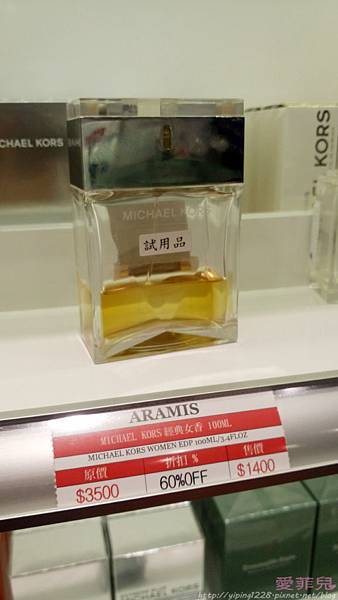 MICHAEL KORS
KORS
MICHAEL KORS
試用品
ARAMIS
MICHAEL KORS 經典女香 100ML
MICHAEL KORS WOMEN EDP 100ML/3.4FLOZ
原價 折扣 % 售價
$3500 60%OFF $1400
愛菲兒
http://yiping1228.pixnet.net/blog